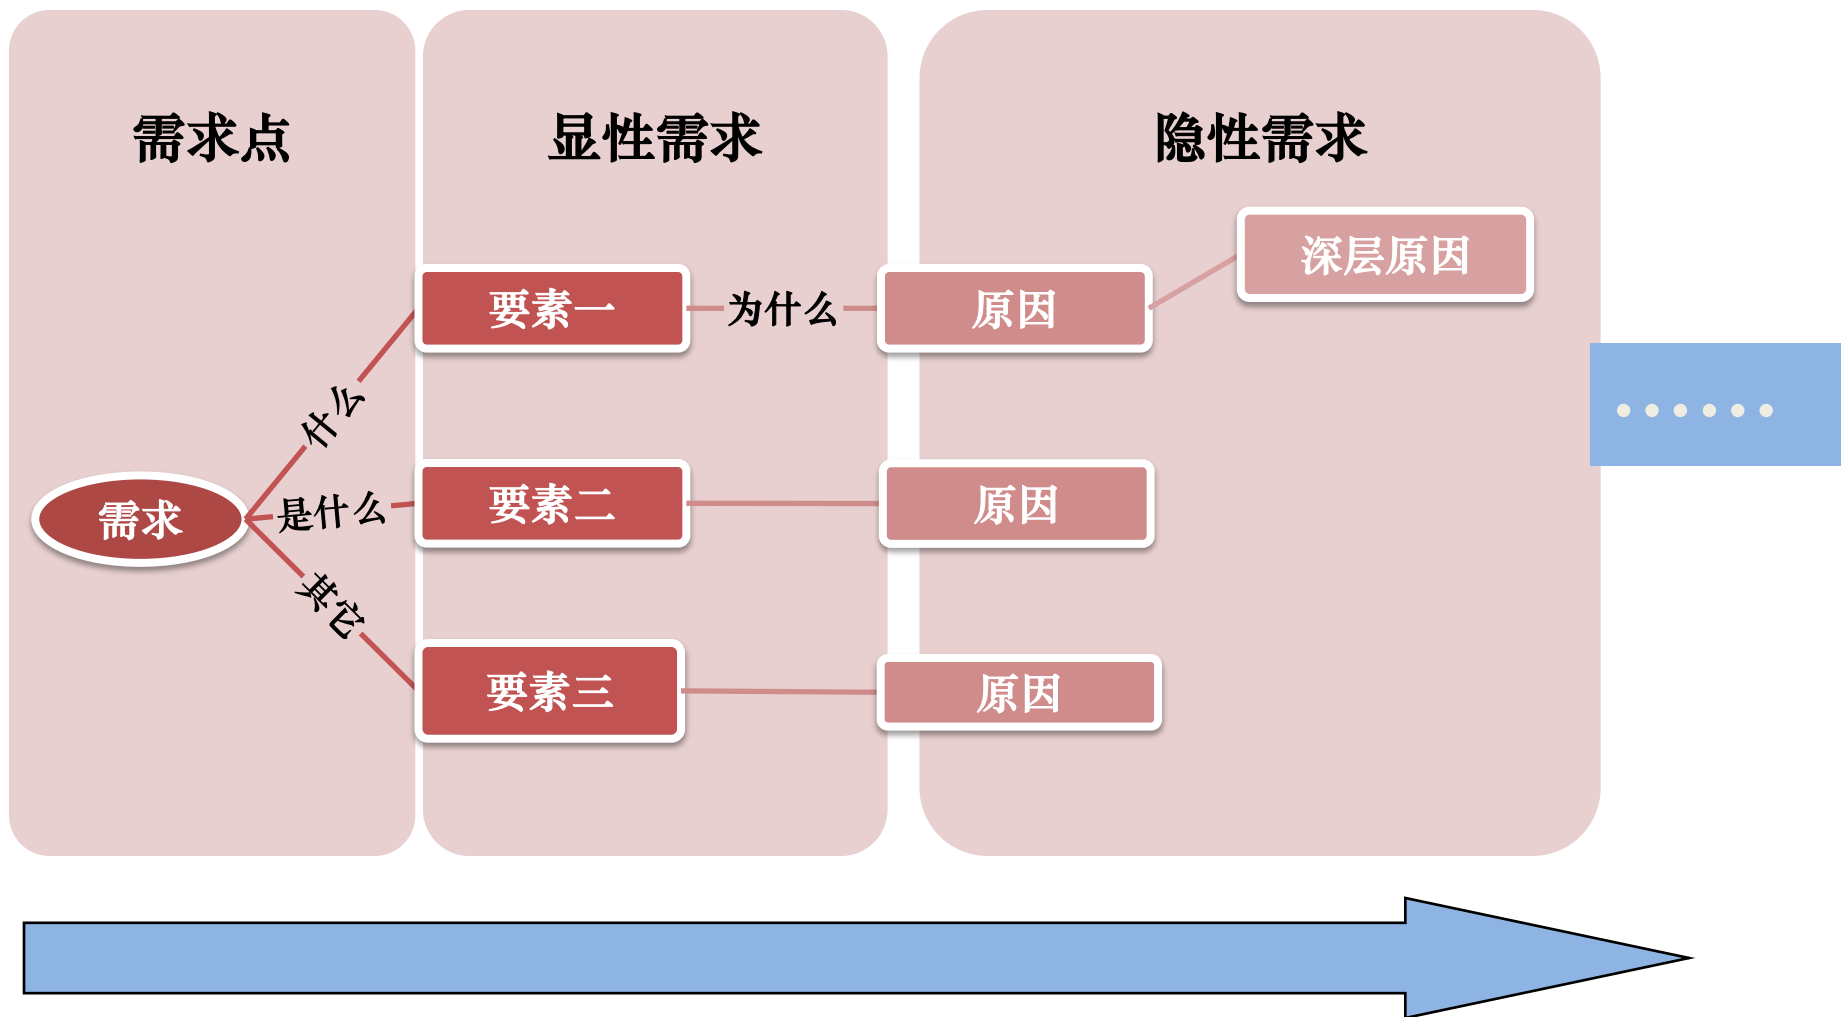 需求点
显性需求
隐性需求
深层原因
要素一
为什么
原因
什么
……
需求
是什么
要素二
原因
其它
要素三
原因